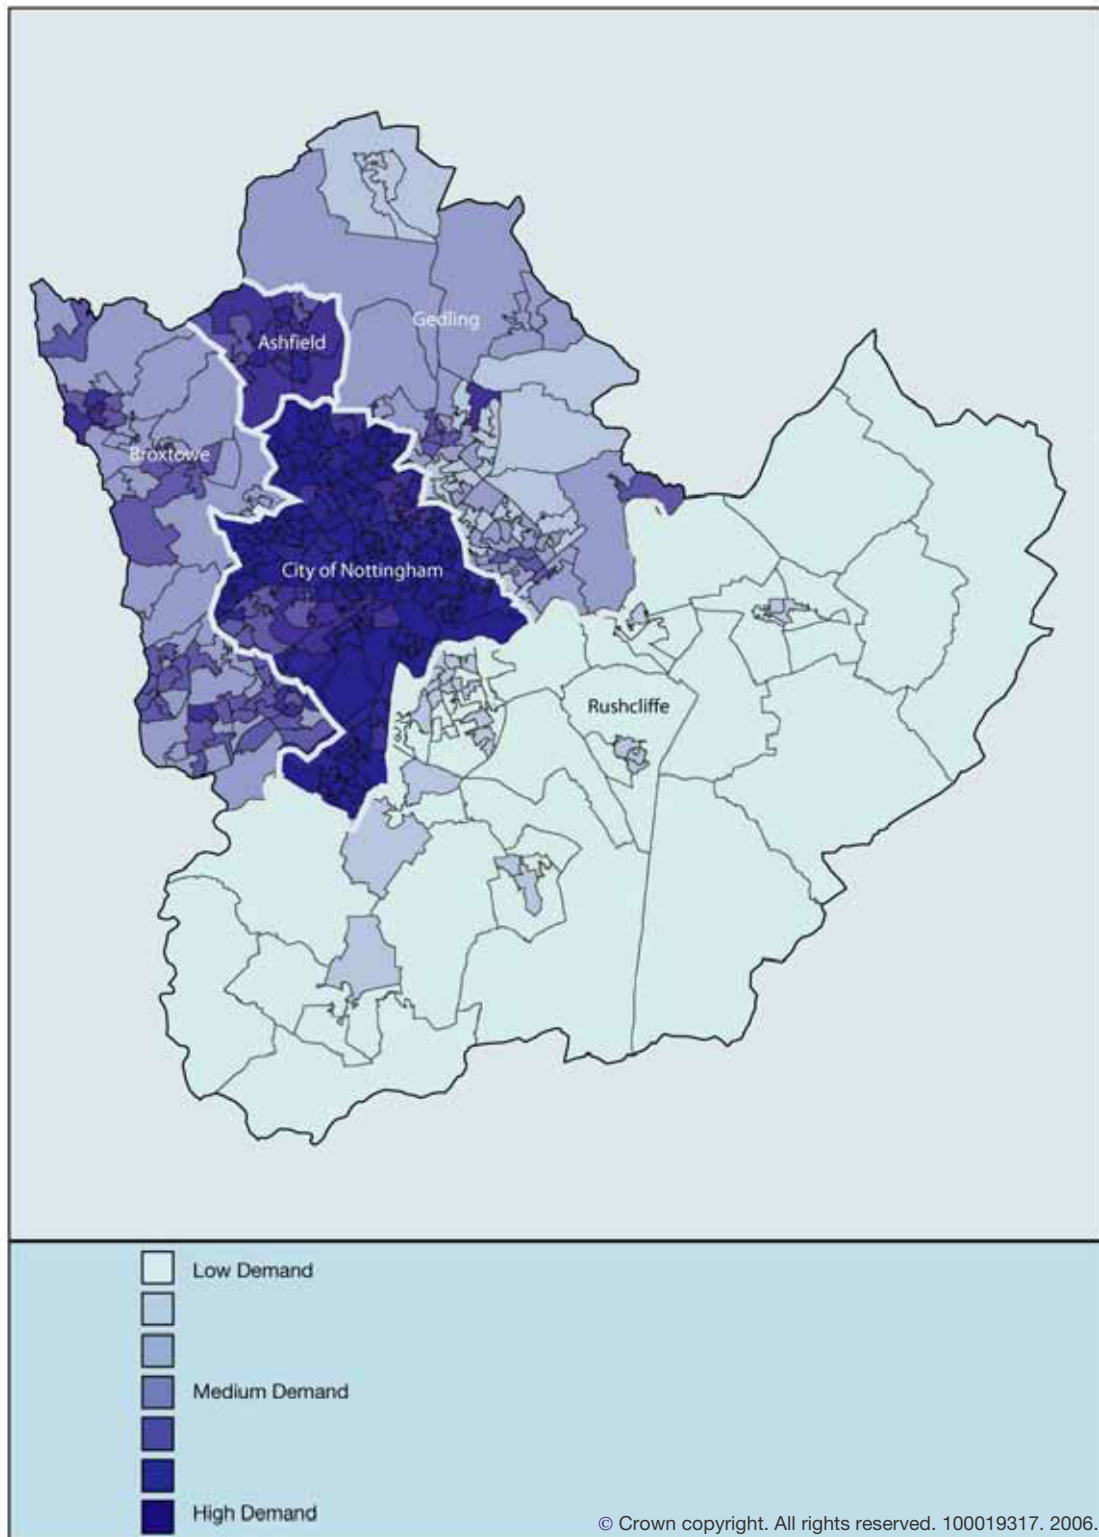 Gedling
Ashfield
Broxtowe
City of Nottingham
Rushcliffe
Low Demand
Medium Demand
High Demand
© Crown copyright. All rights reserved. 100019317. 2006.